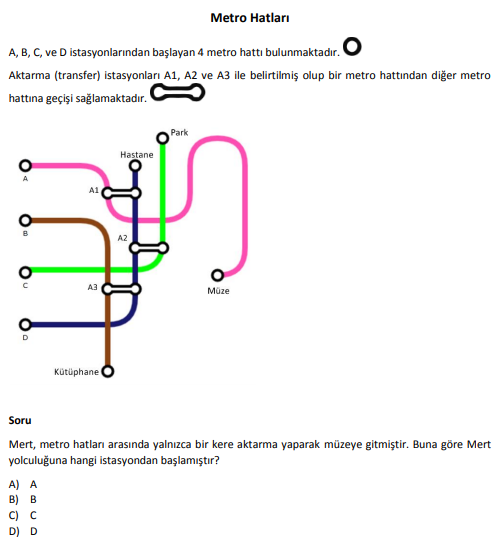 Metro Hatları
A, B, C, ve D istasyonlarından başlayan 4 metro hattı bulunmaktadır.
Aktarma (transfer) istasyonları A1, A2 ve A3 ile belirtilmiş olup bir metro hattından diğer metro
hattına geçişi sağlamaktadır.
Park
Hastane
A
A1
B
A2
C
A3
Müze
D
Kütüphane
Soru
Mert, metro hatları arasında yalnızca bir kere aktarma yaparak müzeye gitmiştir. Buna göre Mert
yolculuğuna hangi istasyondan başlamıştır?
A) A
B) B
C) C
D) D